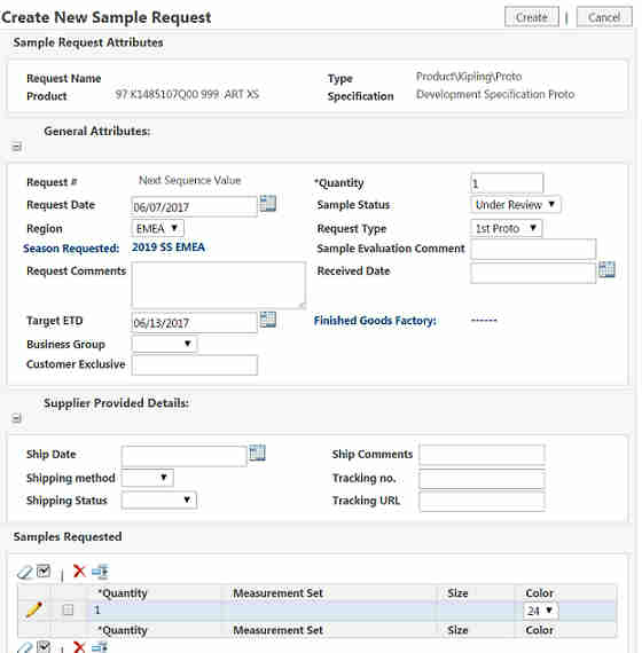 Create New Sample Request Create | Cancel
Sample Request Attributes
Request Name Type Product\Kipling\Proto
Product 97 K1485107Q00 999 ART XS Specification Development Specification Proto
General Attributes:
Request # Next Sequence Value *Quantity 1
Request Date 06/07/2017 Sample Status Under Review
Region EMEA Request Type 1st Proto
Season Requested: 2019 SS EMEA Sample Evaluation Comment
Request Comments Received Date
Target ETD 06/13/2017 Finished Goods Factory: ------
Business Group
Customer Exclusive
Supplier Provided Details:
Ship Date Ship Comments
Shipping method Tracking no.
Shipping Status Tracking URL
Samples Requested
*Quantity Measurement Set Size Color
1 24
*Quantity Measurement Set Size Color